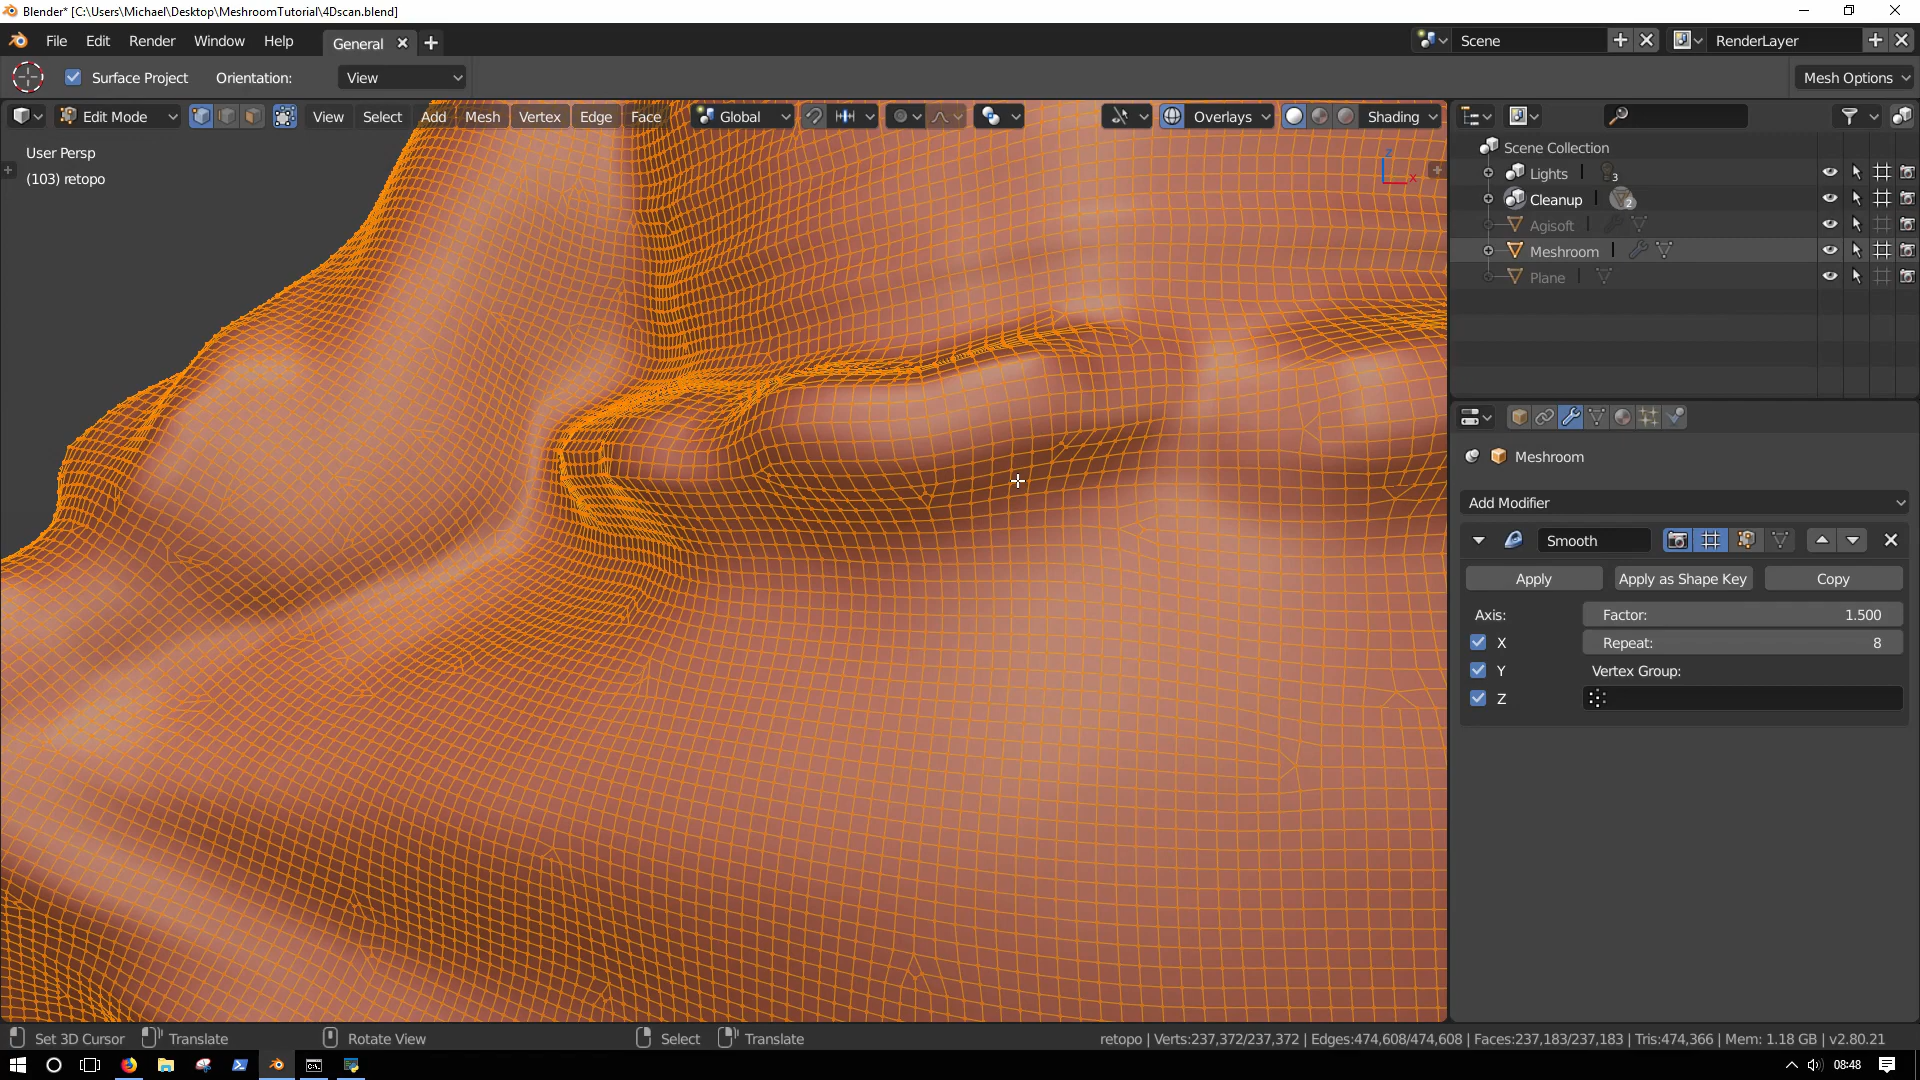 Blender* [C:\Users\Michael\Desktop\MeshroomTutorial\4Dscan.blend]
File Edit Render Window Help General Scene RenderLayer
Surface Project Orientation: View Mesh Options
Edit Mode View Select Add Mesh Vertex Edge Face Global Overlays Shading
User Persp
(103) retopo
Z
X
Scene Collection
Lights 3
Cleanup 2
Agisoft
Meshroom
Plane
Meshroom
Add Modifier
Smooth
Apply Apply as Shape Key Copy
Axis: Factor: 1.500
X Repeat: 8
Y Vertex Group:
Z
Set 3D Cursor Translate Rotate View Select Translate retopo | Verts:237,372/237,372 | Edges:474,608/474,608 | Faces:237,183/237,183 | Tris:474,366 | Mem: 1.18 GB | v2.80.21
08:48